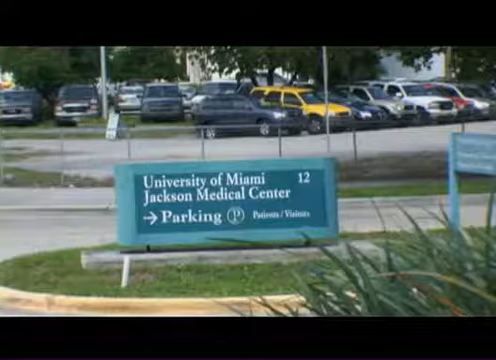 University of Miami 12
Jackson Medical Center
→ Parking P Patients / Visitors